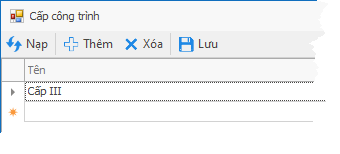 Cấp công trình
Nạp Thêm Xóa Lưu
Tên
Cấp III